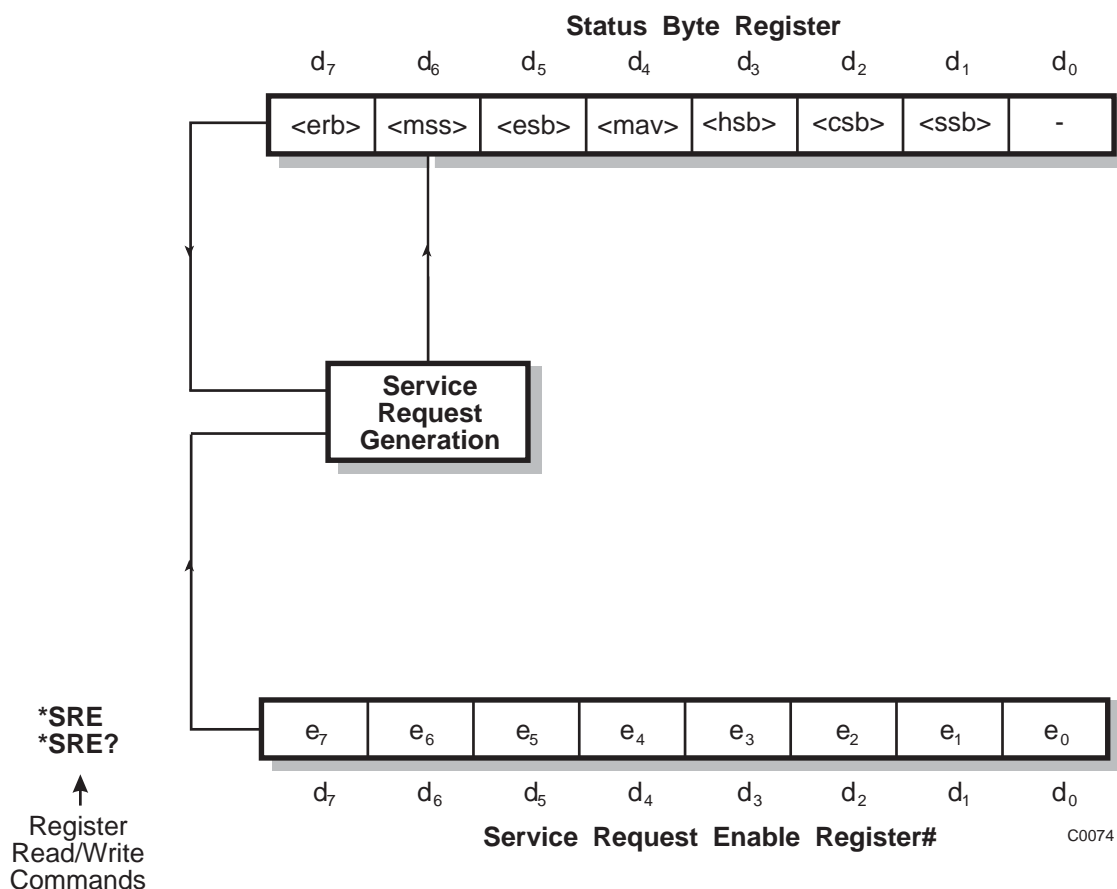 Status Byte Register
d₇ d₆ d₅ d₄ d₃ d₂ d₁ d₀
<erb> <mss> <esb> <mav> <hsb> <csb> <ssb> -
Service
Request
Generation
*SRE
*SRE?
Register
Read/Write
Commands
e₇ e₆ e₅ e₄ e₃ e₂ e₁ e₀
d₇ d₆ d₅ d₄ d₃ d₂ d₁ d₀
Service Request Enable Register#
C0074